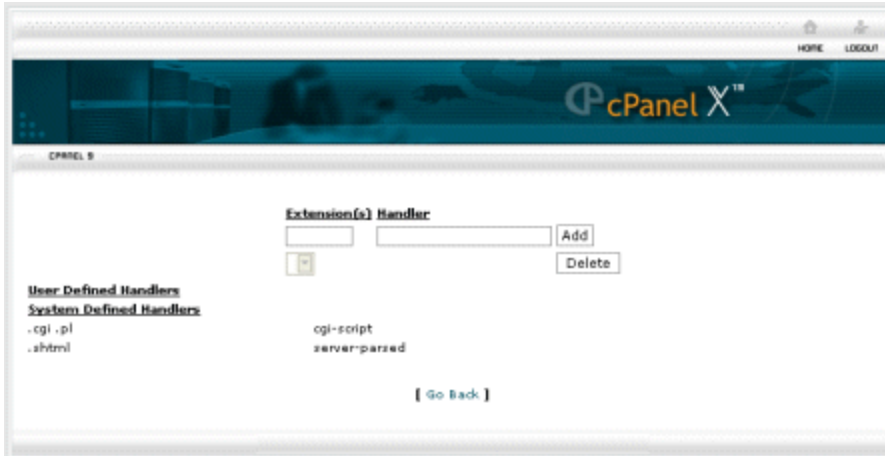 HOME LOGOUT
cPanel X™
CPANEL 9
Extension(s) Handler
Add
Delete
User Defined Handlers
System Defined Handlers
.cgi .pl cgi-script
.shtml server-parsed
[ Go Back ]